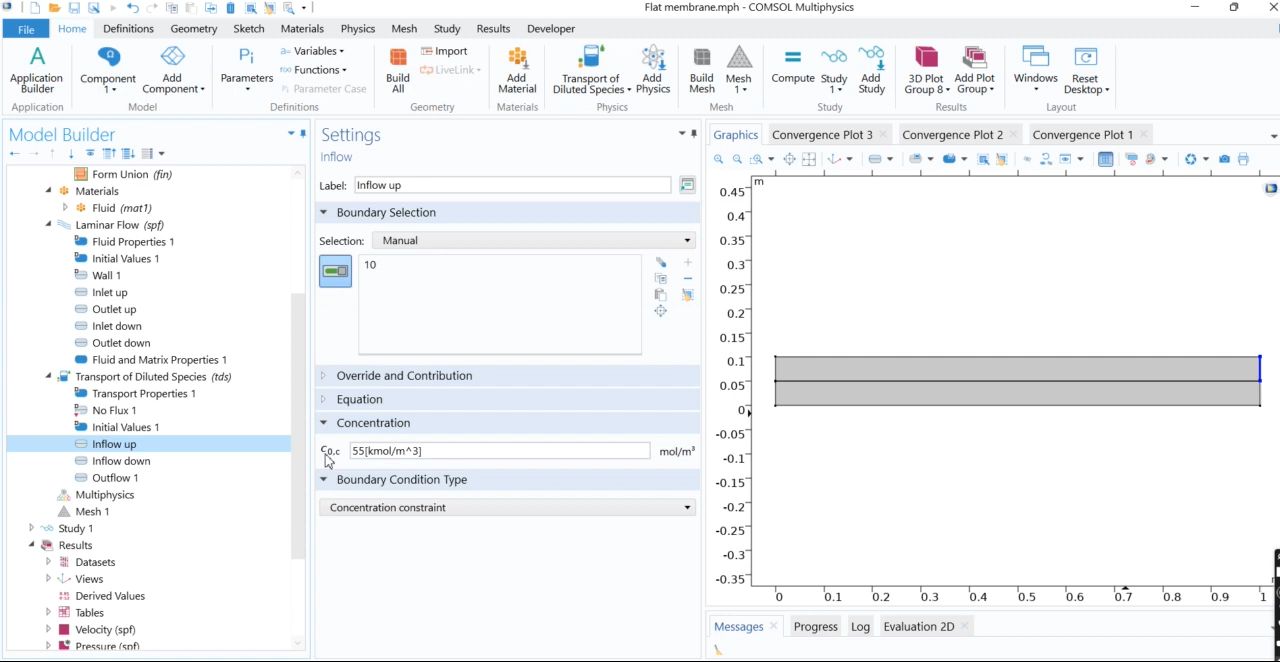 Flat membrane.mph - COMSOL Multiphysics
File Home Definitions Geometry Sketch Materials Physics Mesh Study Results Developer
A Application Builder
Component 1
Add Component
Pi Parameters
a= Variables
f(x) Functions
Pi Parameter Case
Build All
Import
LiveLink
Add Material
Transport of Diluted Species
Add Physics
Build Mesh
Mesh 1
Compute
Study 1
Add Study
3D Plot Group 8
Add Plot Group
Windows
Reset Desktop
Application Model Definitions Geometry Materials Physics Mesh Study Results Layout
Model Builder
Form Union (fin)
Materials
Fluid (mat1)
Laminar Flow (spf)
Fluid Properties 1
Initial Values 1
Wall 1
Inlet up
Outlet up
Inlet down
Outlet down
Fluid and Matrix Properties 1
Transport of Diluted Species (tds)
Transport Properties 1
No Flux 1
Initial Values 1
Inflow up
Inflow down
Outflow 1
Multiphysics
Mesh 1
Study 1
Results
Datasets
Views
Derived Values
Tables
Velocity (spf)
Pressure (spf)
Settings
Inflow
Label: Inflow up
Boundary Selection
Selection: Manual
10
Override and Contribution
Equation
Concentration
c0,c 55[kmol/m^3] mol/m³
Boundary Condition Type
Concentration constraint
Graphics Convergence Plot 3 Convergence Plot 2 Convergence Plot 1
m
0.45
0.4
0.35
0.3
0.25
0.2
0.15
0.1
0.05
0
-0.05
-0.1
-0.15
-0.2
-0.25
-0.3
-0.35
0 0.1 0.2 0.3 0.4 0.5 0.6 0.7 0.8 0.9 1
Messages Progress Log Evaluation 2D